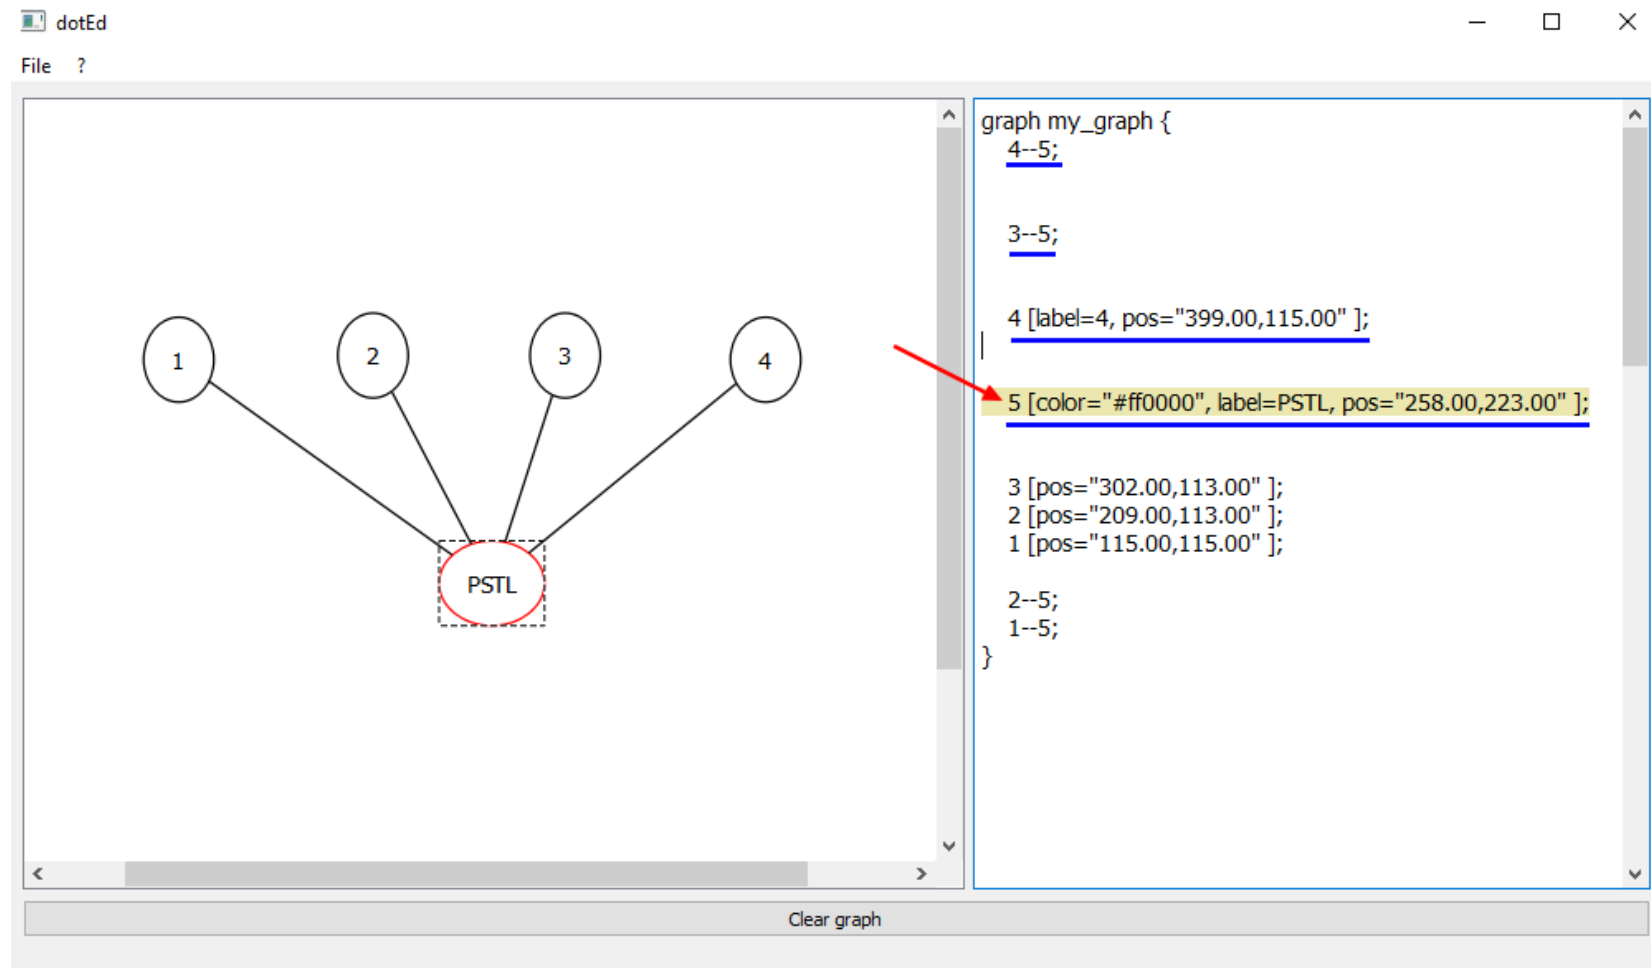 dotEd
File ?
1 2 3 4
PSTL
graph my_graph {
4--5;
3--5;
4 [label=4, pos="399.00,115.00" ];
5 [color="#ff0000", label=PSTL, pos="258.00,223.00" ];
3 [pos="302.00,113.00" ];
2 [pos="209.00,113.00" ];
1 [pos="115.00,115.00" ];
2--5;
1--5;
}
Clear graph